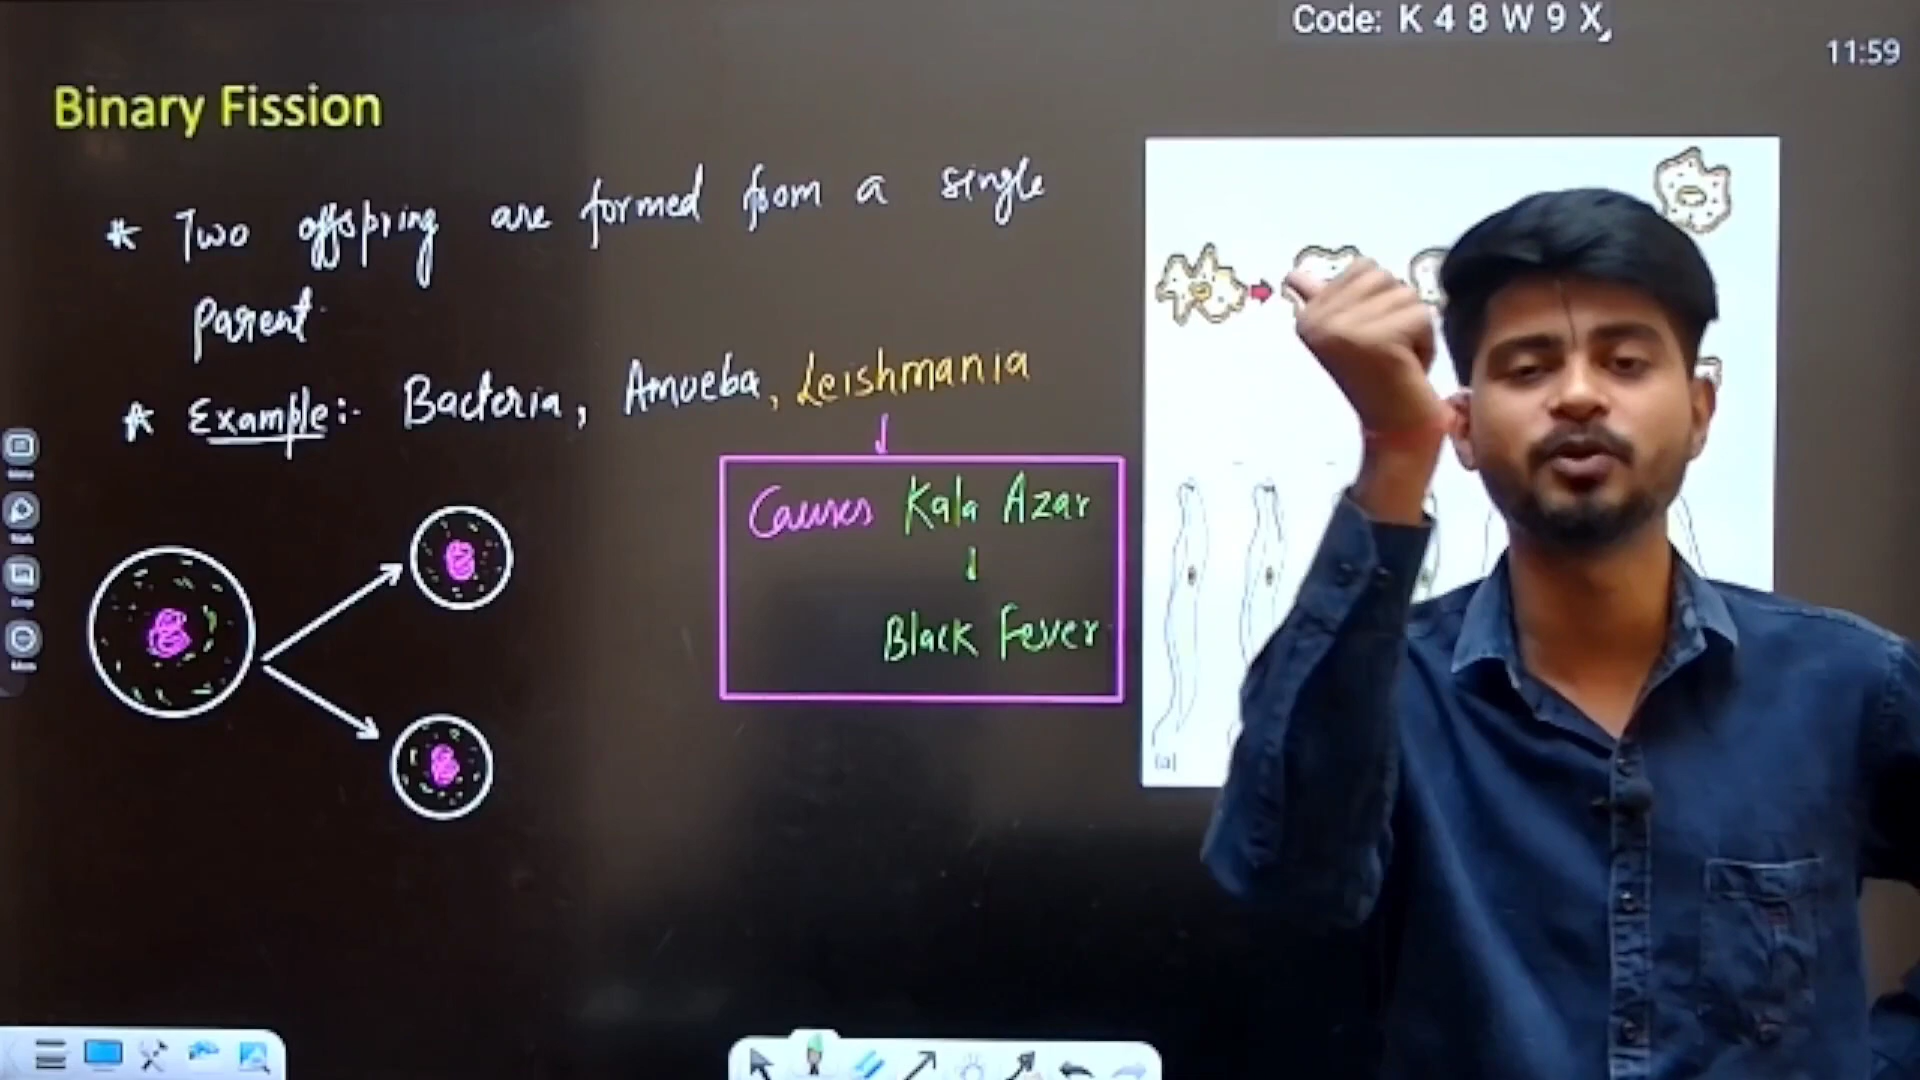 Code: K 4 8 W 9 X
11:59
Binary Fission
* Two offspring are formed from a single
parent
* Example:- Bacteria, Amoeba, Leishmania
↓
Causes Kala Azar
↓
Black Fever
(a)